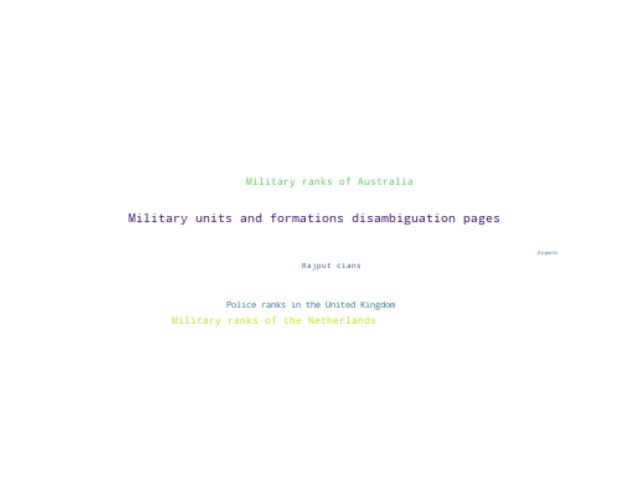 Military ranks of Australia
Military units and formations disambiguation pages
Rajput clans
Police ranks in the United Kingdom
Military ranks of the Netherlands